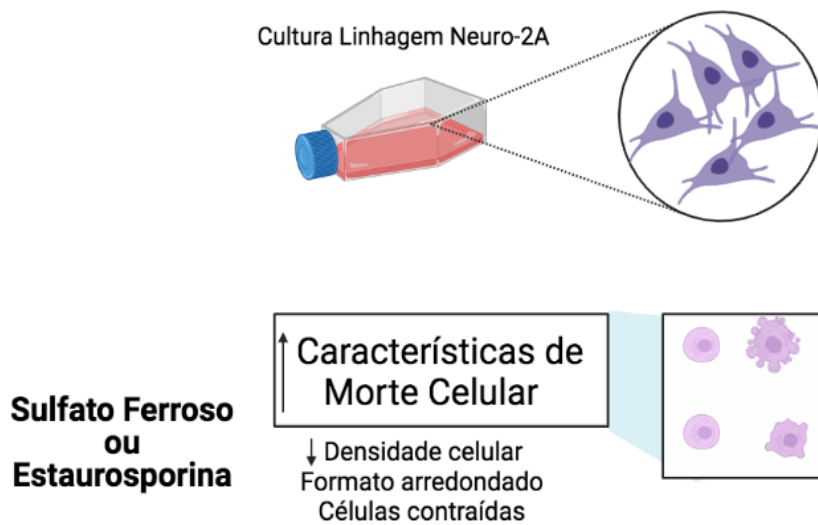 Cultura Linhagem Neuro-2A
↑ Características de
Morte Celular
Sulfato Ferroso
ou
Estaurosporina
↓ Densidade celular
Formato arredondado
Células contraídas